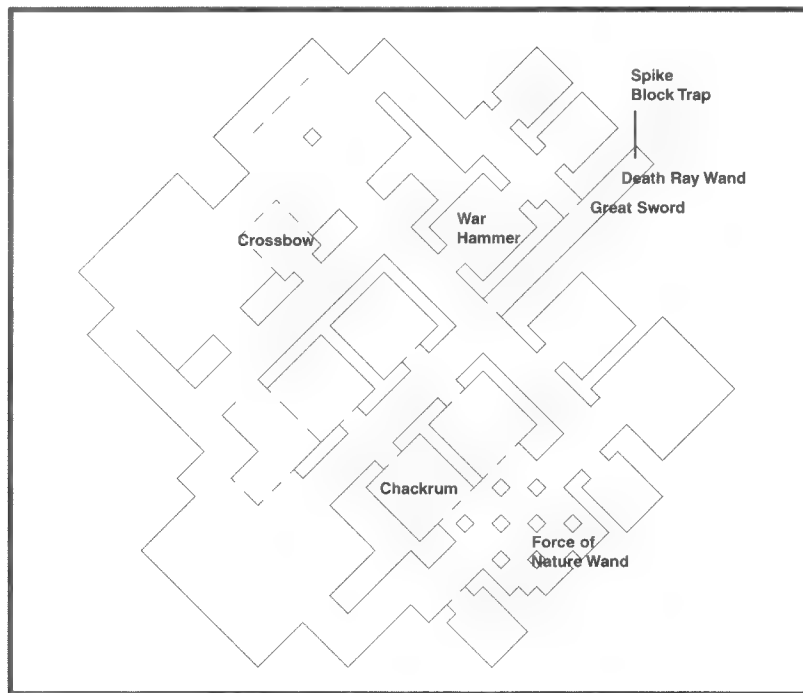 Spike
Block Trap
Death Ray Wand
Great Sword
War
Hammer
Crossbow
Chackrum
Force of
Nature Wand